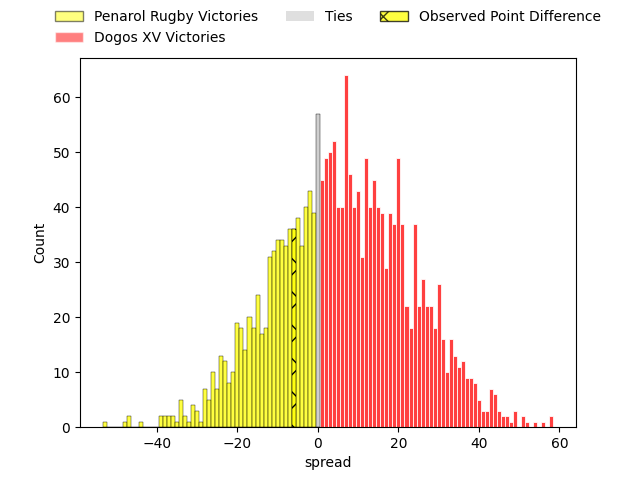 Penarol Rugby Victories
Ties
Observed Point Difference
Dogos XV Victories
60
50
40
30
20
10
0
Count
−40
−20
0
20
40
60
spread